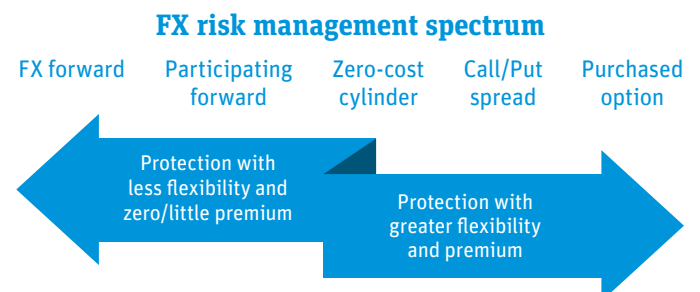 FX risk management spectrum
FX forward
Participating
forward
Zero-cost
cylinder
Call/Put
spread
Purchased
option
Protection with
less flexibility and
zero/little premium
Protection with
greater flexibility
and premium